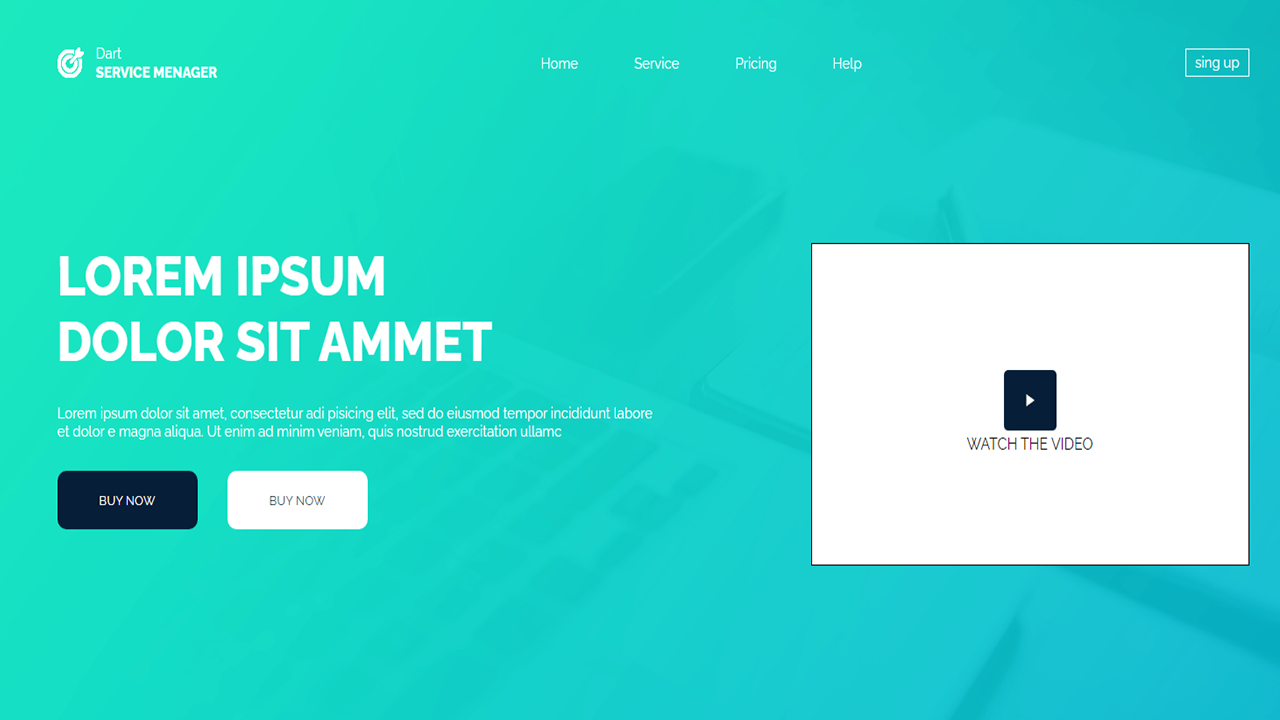 Dart
SERVICE MENAGER
Home
Service
Pricing
Help
sing up
LOREM IPSUM
DOLOR SIT AMMET
Lorem ipsum dolor sit amet, consectetur adi pisicing elit, sed do eiusmod tempor incididunt labore
et dolor e magna aliqua. Ut enim ad minim veniam, quis nostrud exercitation ullamc
BUY NOW
BUY NOW
WATCH THE VIDEO